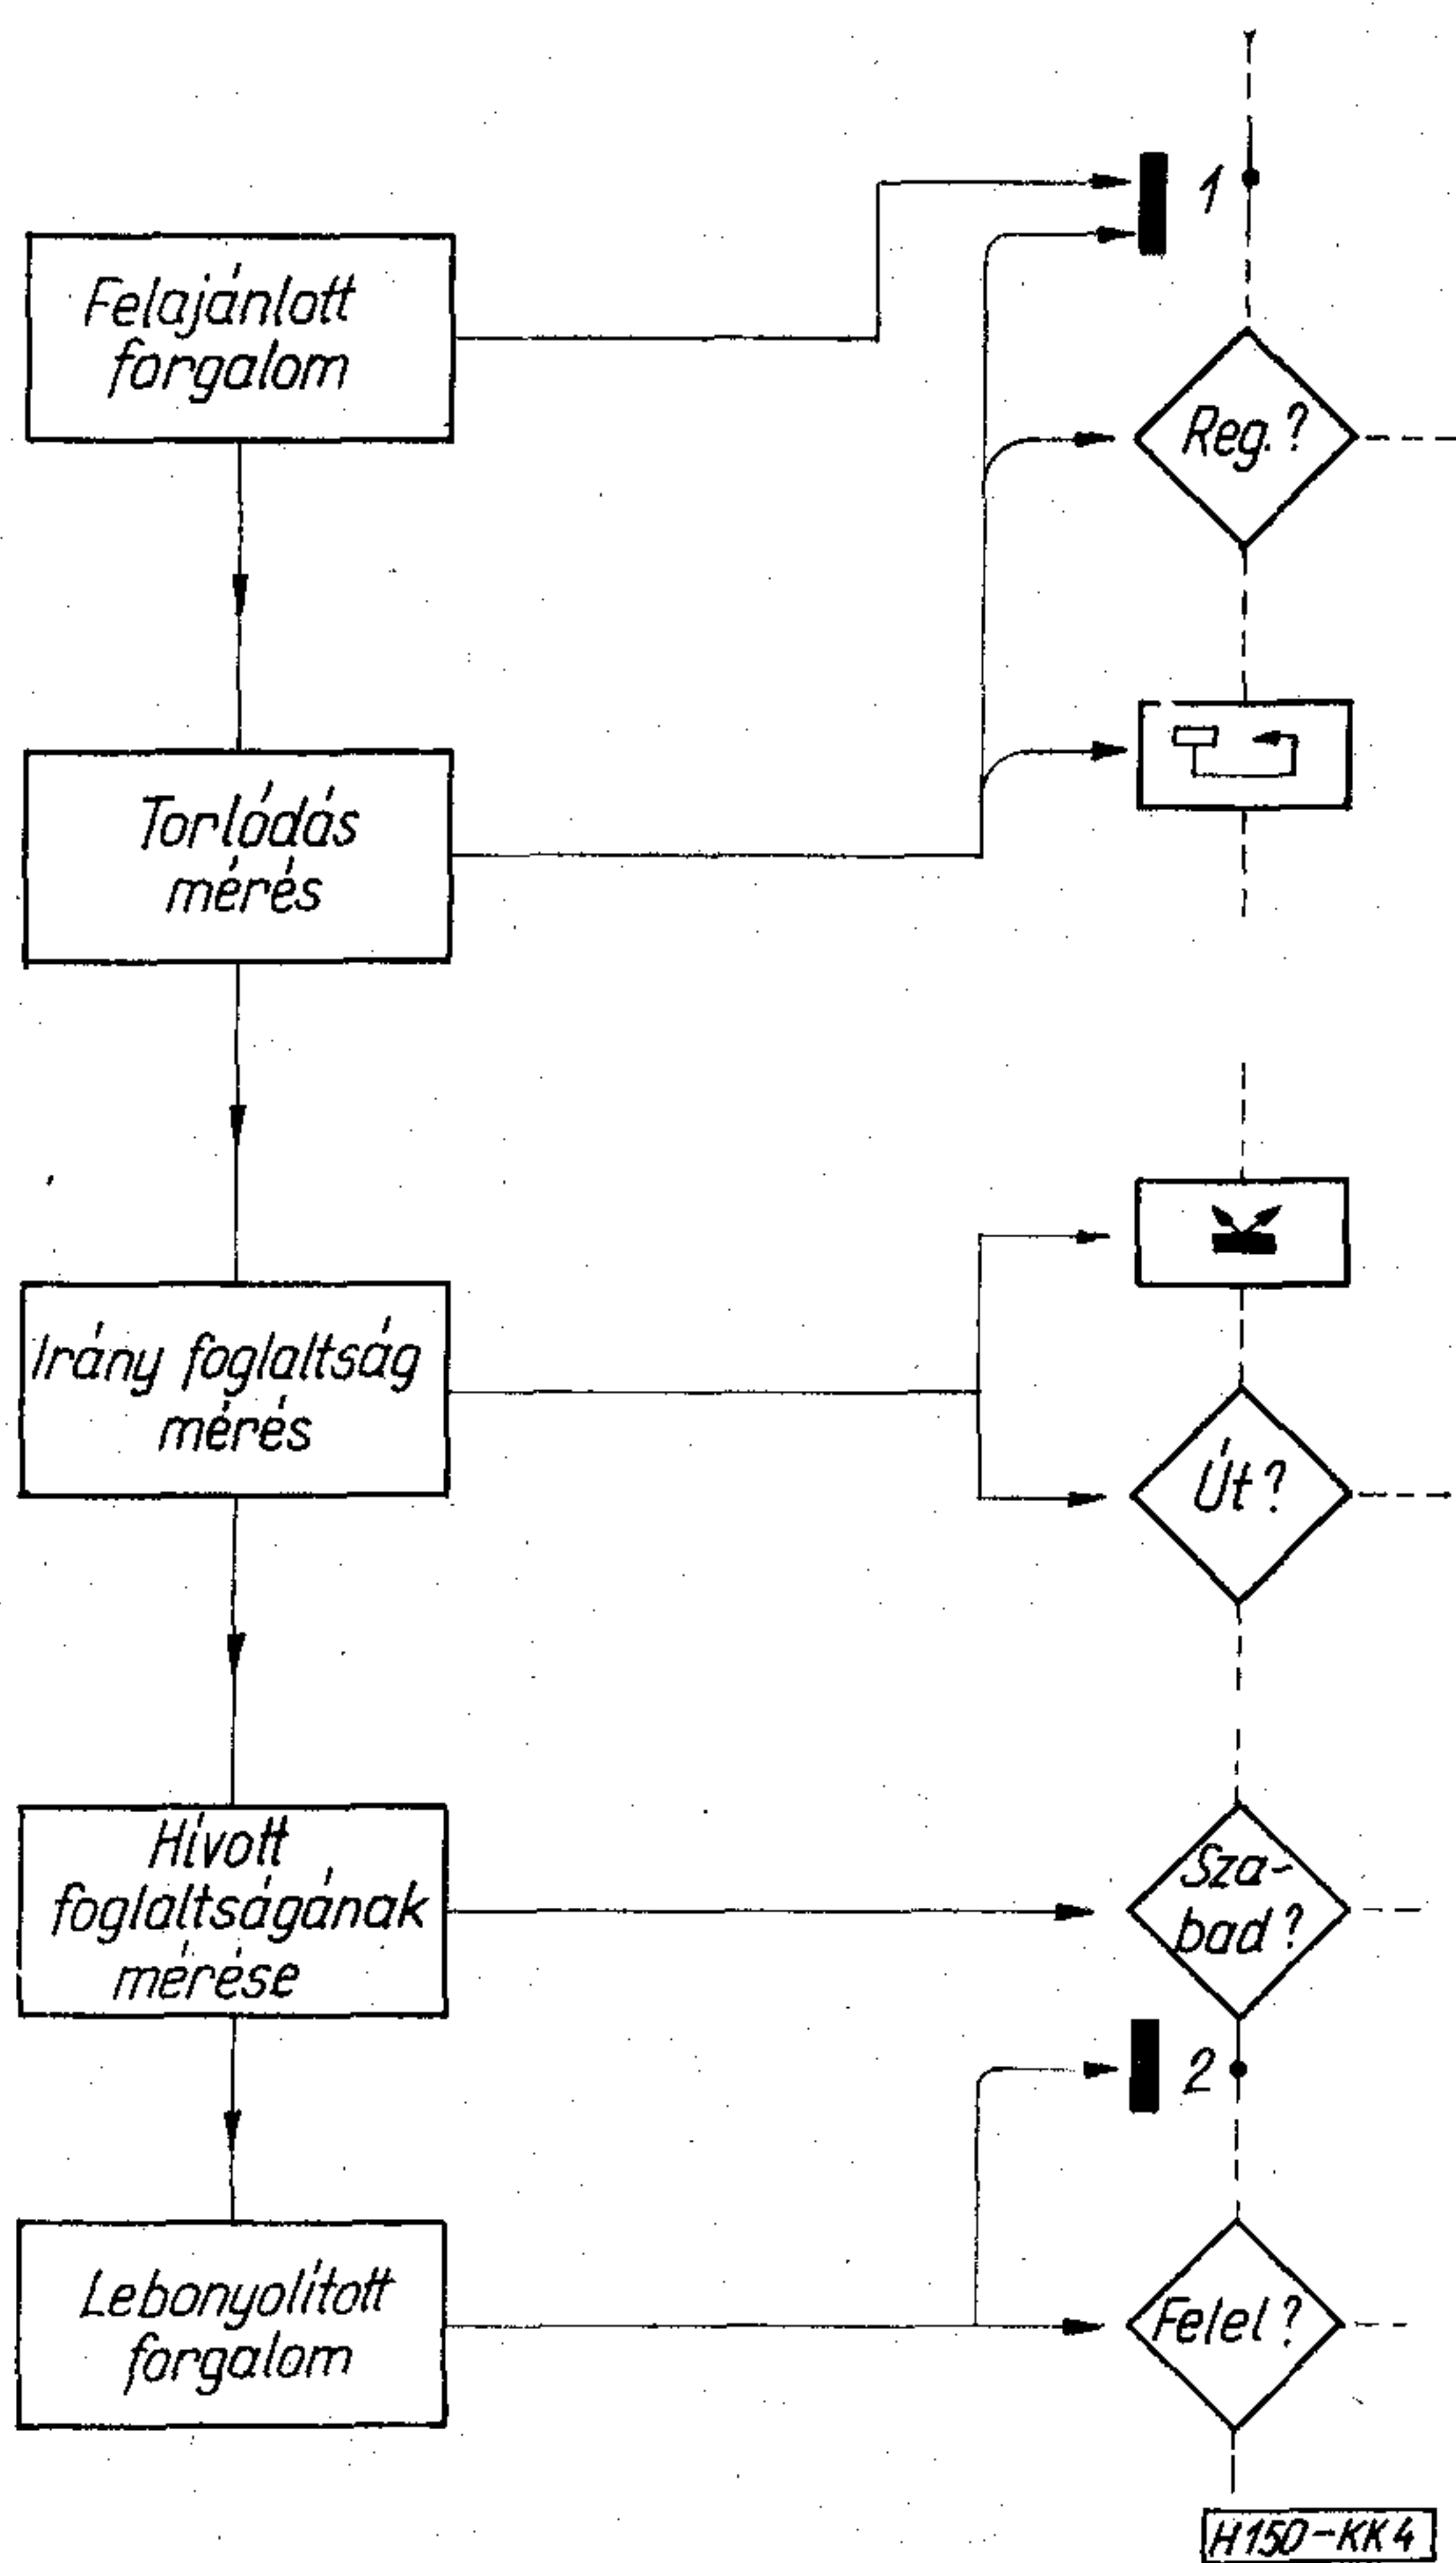 1
Felajánlott
forgalom
Reg.?
Torlódás
mérés
Irány foglaltság
mérés
Út?
Hívott
foglaltságának
mérése
Sza-
bad?
2
Lebonyolított
forgalom
Felel?
H150-KK4